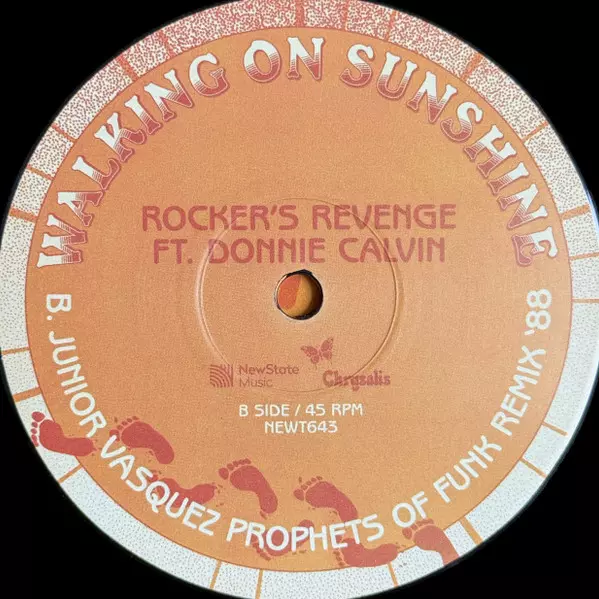 WALKING ON SUNSHINE
ROCKER'S REVENGE
FT. DONNIE CALVIN
NewState
Music
Chrysalis
B SIDE / 45 RPM
NEWT643
B. JUNIOR VASQUEZ PROPHETS OF FUNK REMIX '88